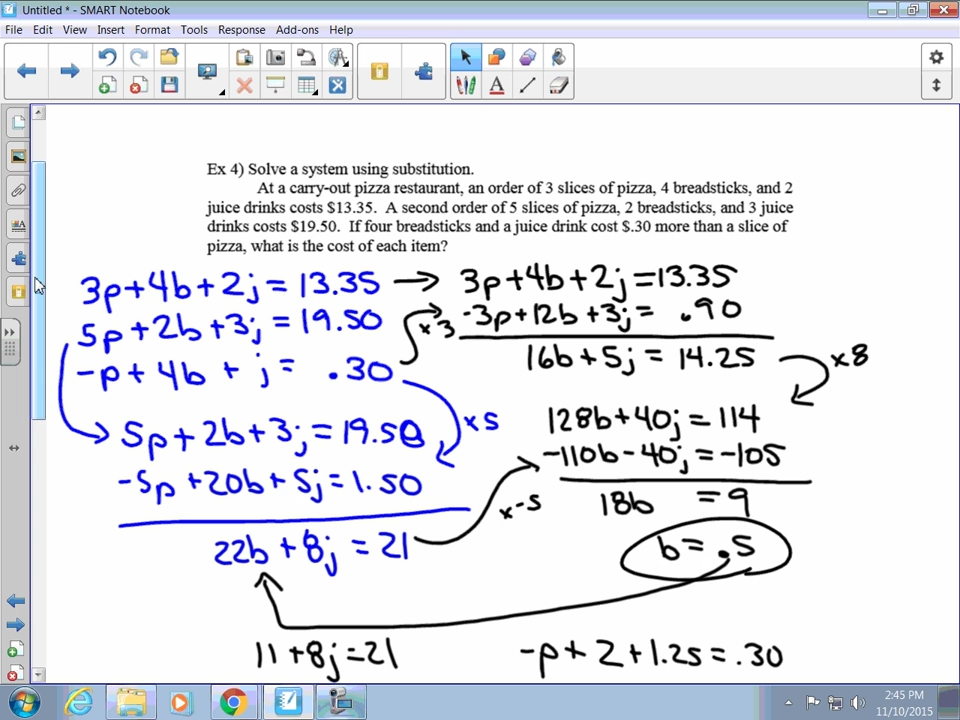 Untitled * - SMART Notebook
File Edit View Insert Format Tools Response Add-ons Help
Ex 4) Solve a system using substitution.
At a carry-out pizza restaurant, an order of 3 slices of pizza, 4 breadsticks, and 2
juice drinks costs $13.35. A second order of 5 slices of pizza, 2 breadsticks, and 3 juice
drinks costs $19.50. If four breadsticks and a juice drink cost $.30 more than a slice of
pizza, what is the cost of each item?
3p+4b+2j=13.35
5p+2b+3j=19.50
-p+4b+j=.30
x5
5p+2b+3j=19.50
-5p+20b+5j=1.50
22b+8j=21
x3
3p+4b+2j=13.35
-3p+12b+3j=.90
16b+5j=14.25
x8
x-5
128b+40j=114
-110b-40j=-105
18b=9
b=.5
11+8j=21
-p+2+1.25=.30
2:45 PM
11/10/2015